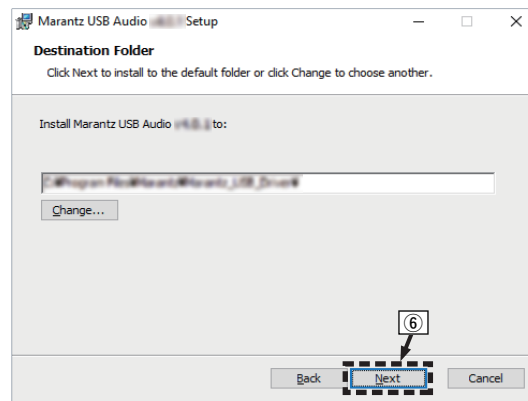 Marantz USB Audio Setup
Destination Folder
Click Next to install to the default folder or click Change to choose another.
Install Marantz USB Audio to:
Change...
⑥
Back Next Cancel